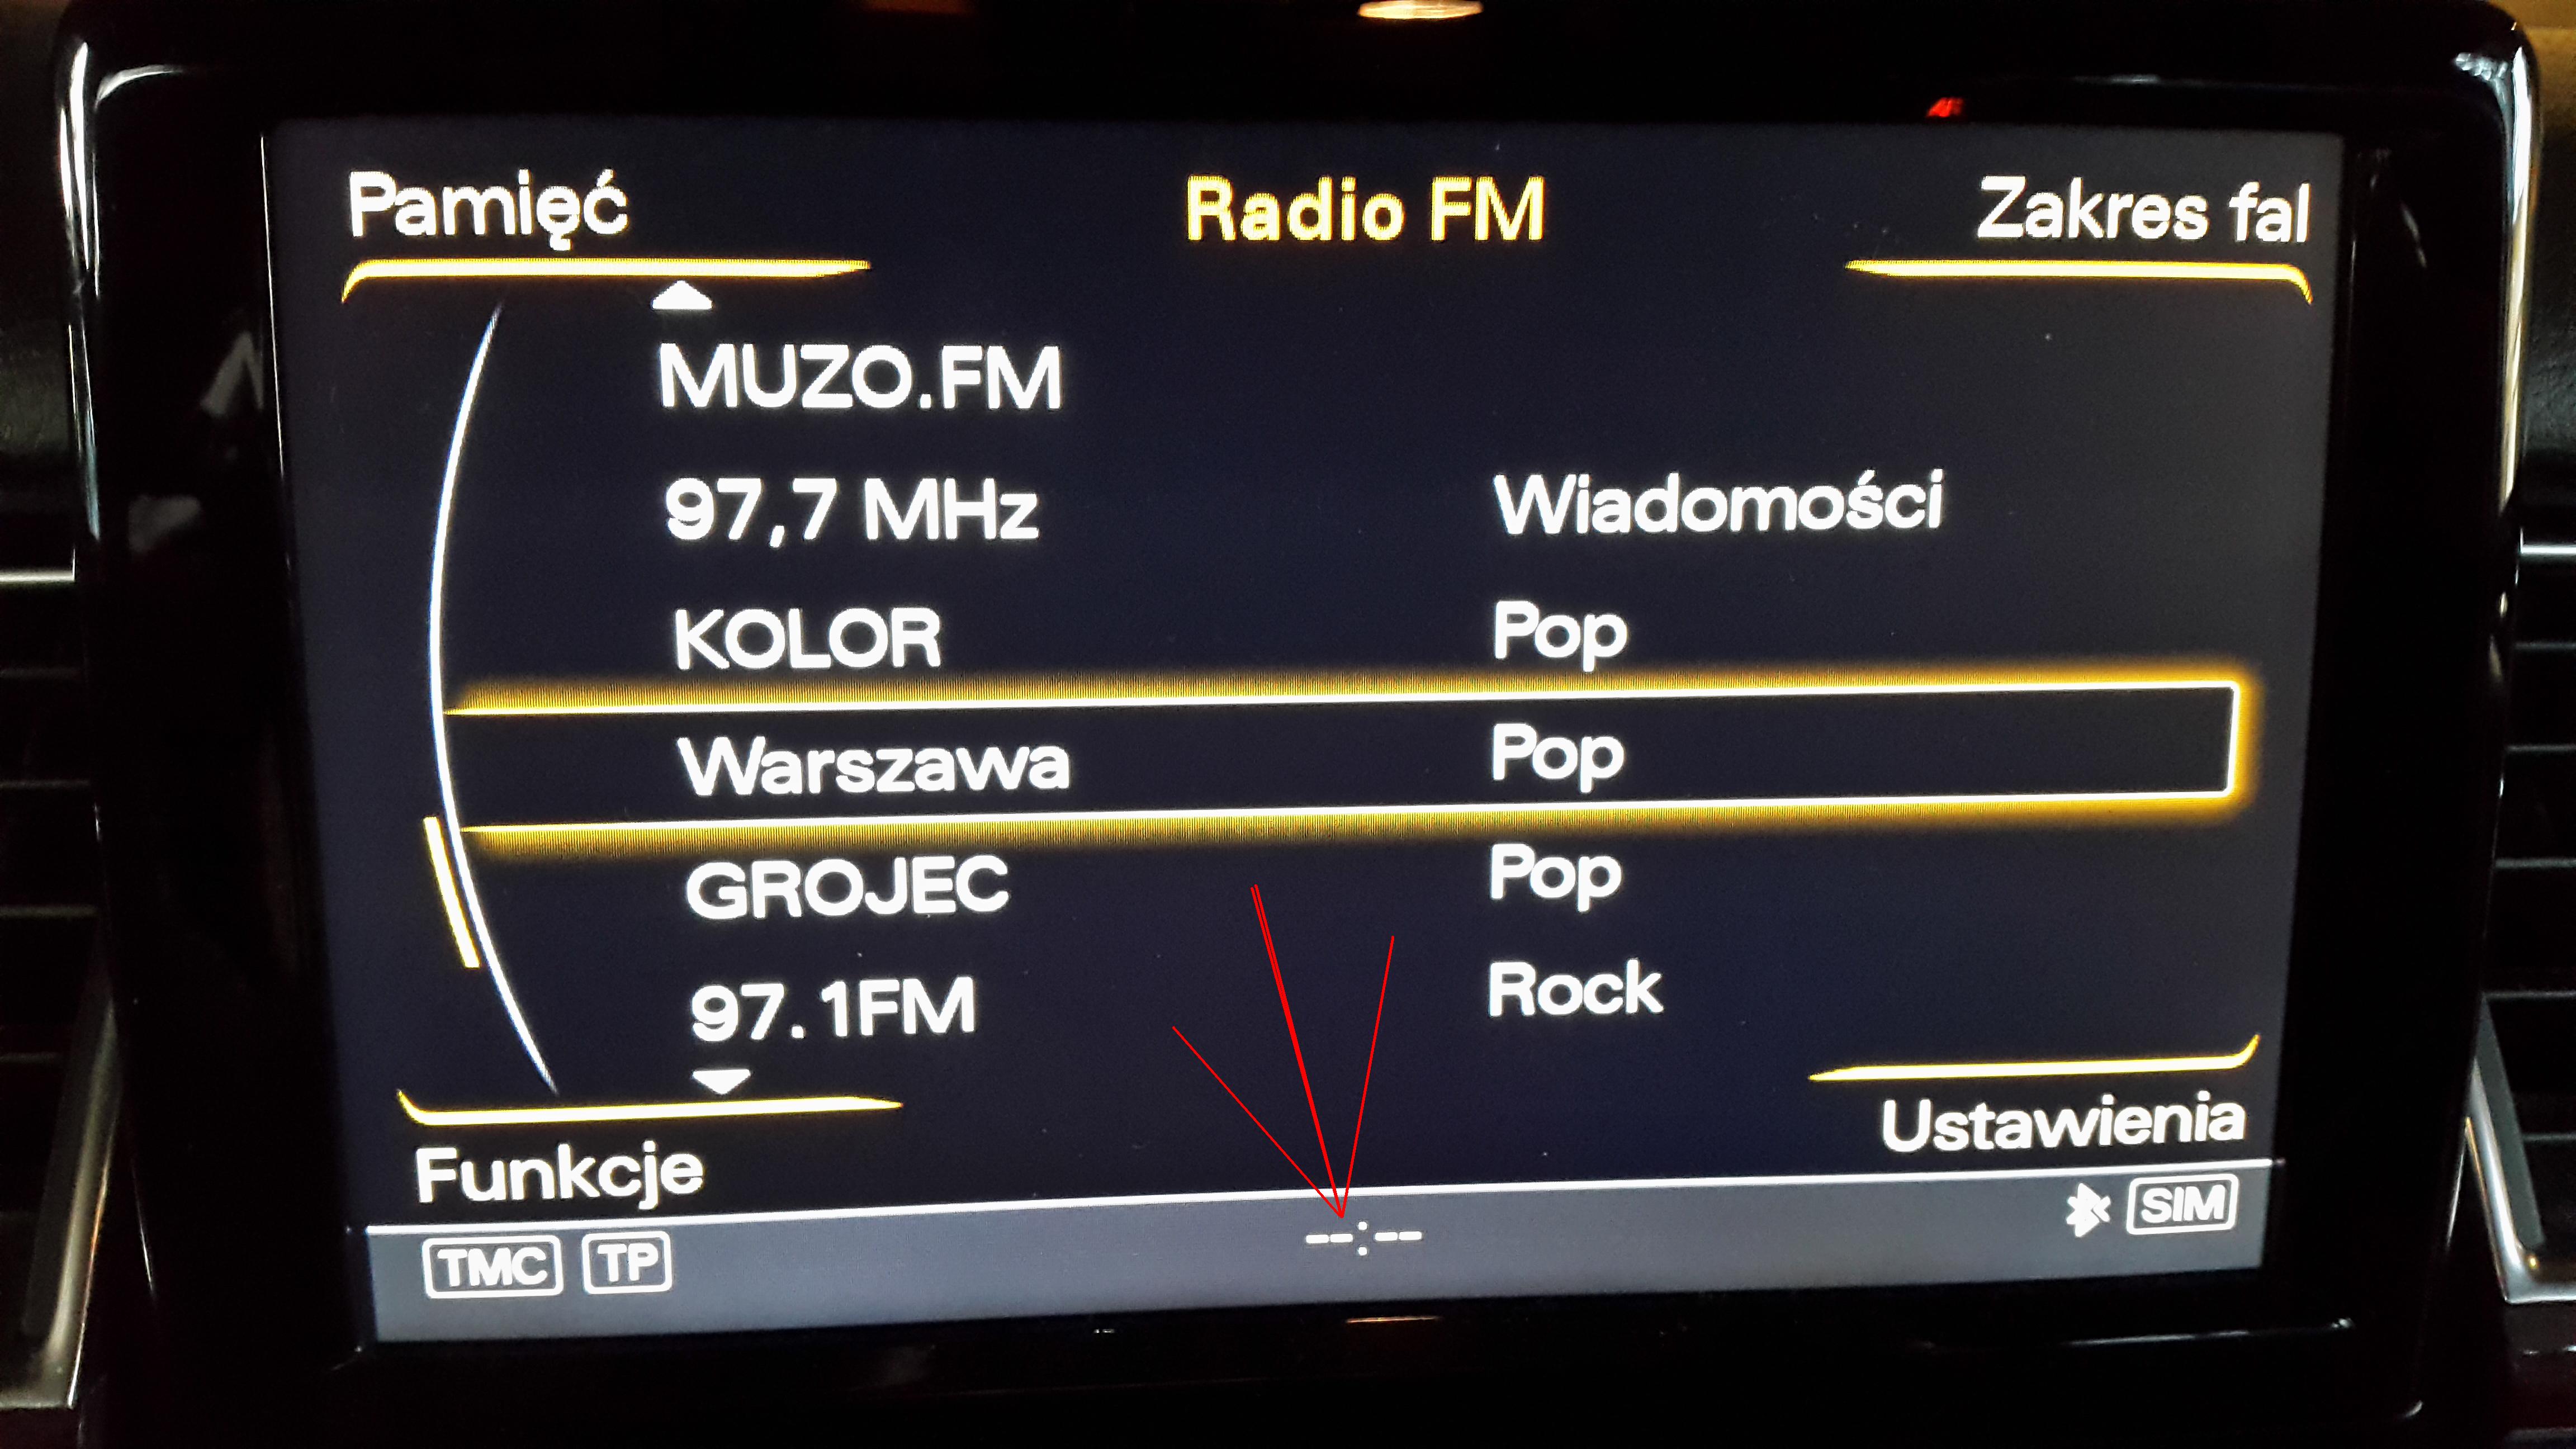 Pamięć Radio FM Zakres fal
MUZO.FM
97,7 MHz Wiadomości
KOLOR Pop
Warszawa Pop
GROJEC Pop
97.1FM Rock
Funkcje Ustawienia
TMC TP --:-- SIM